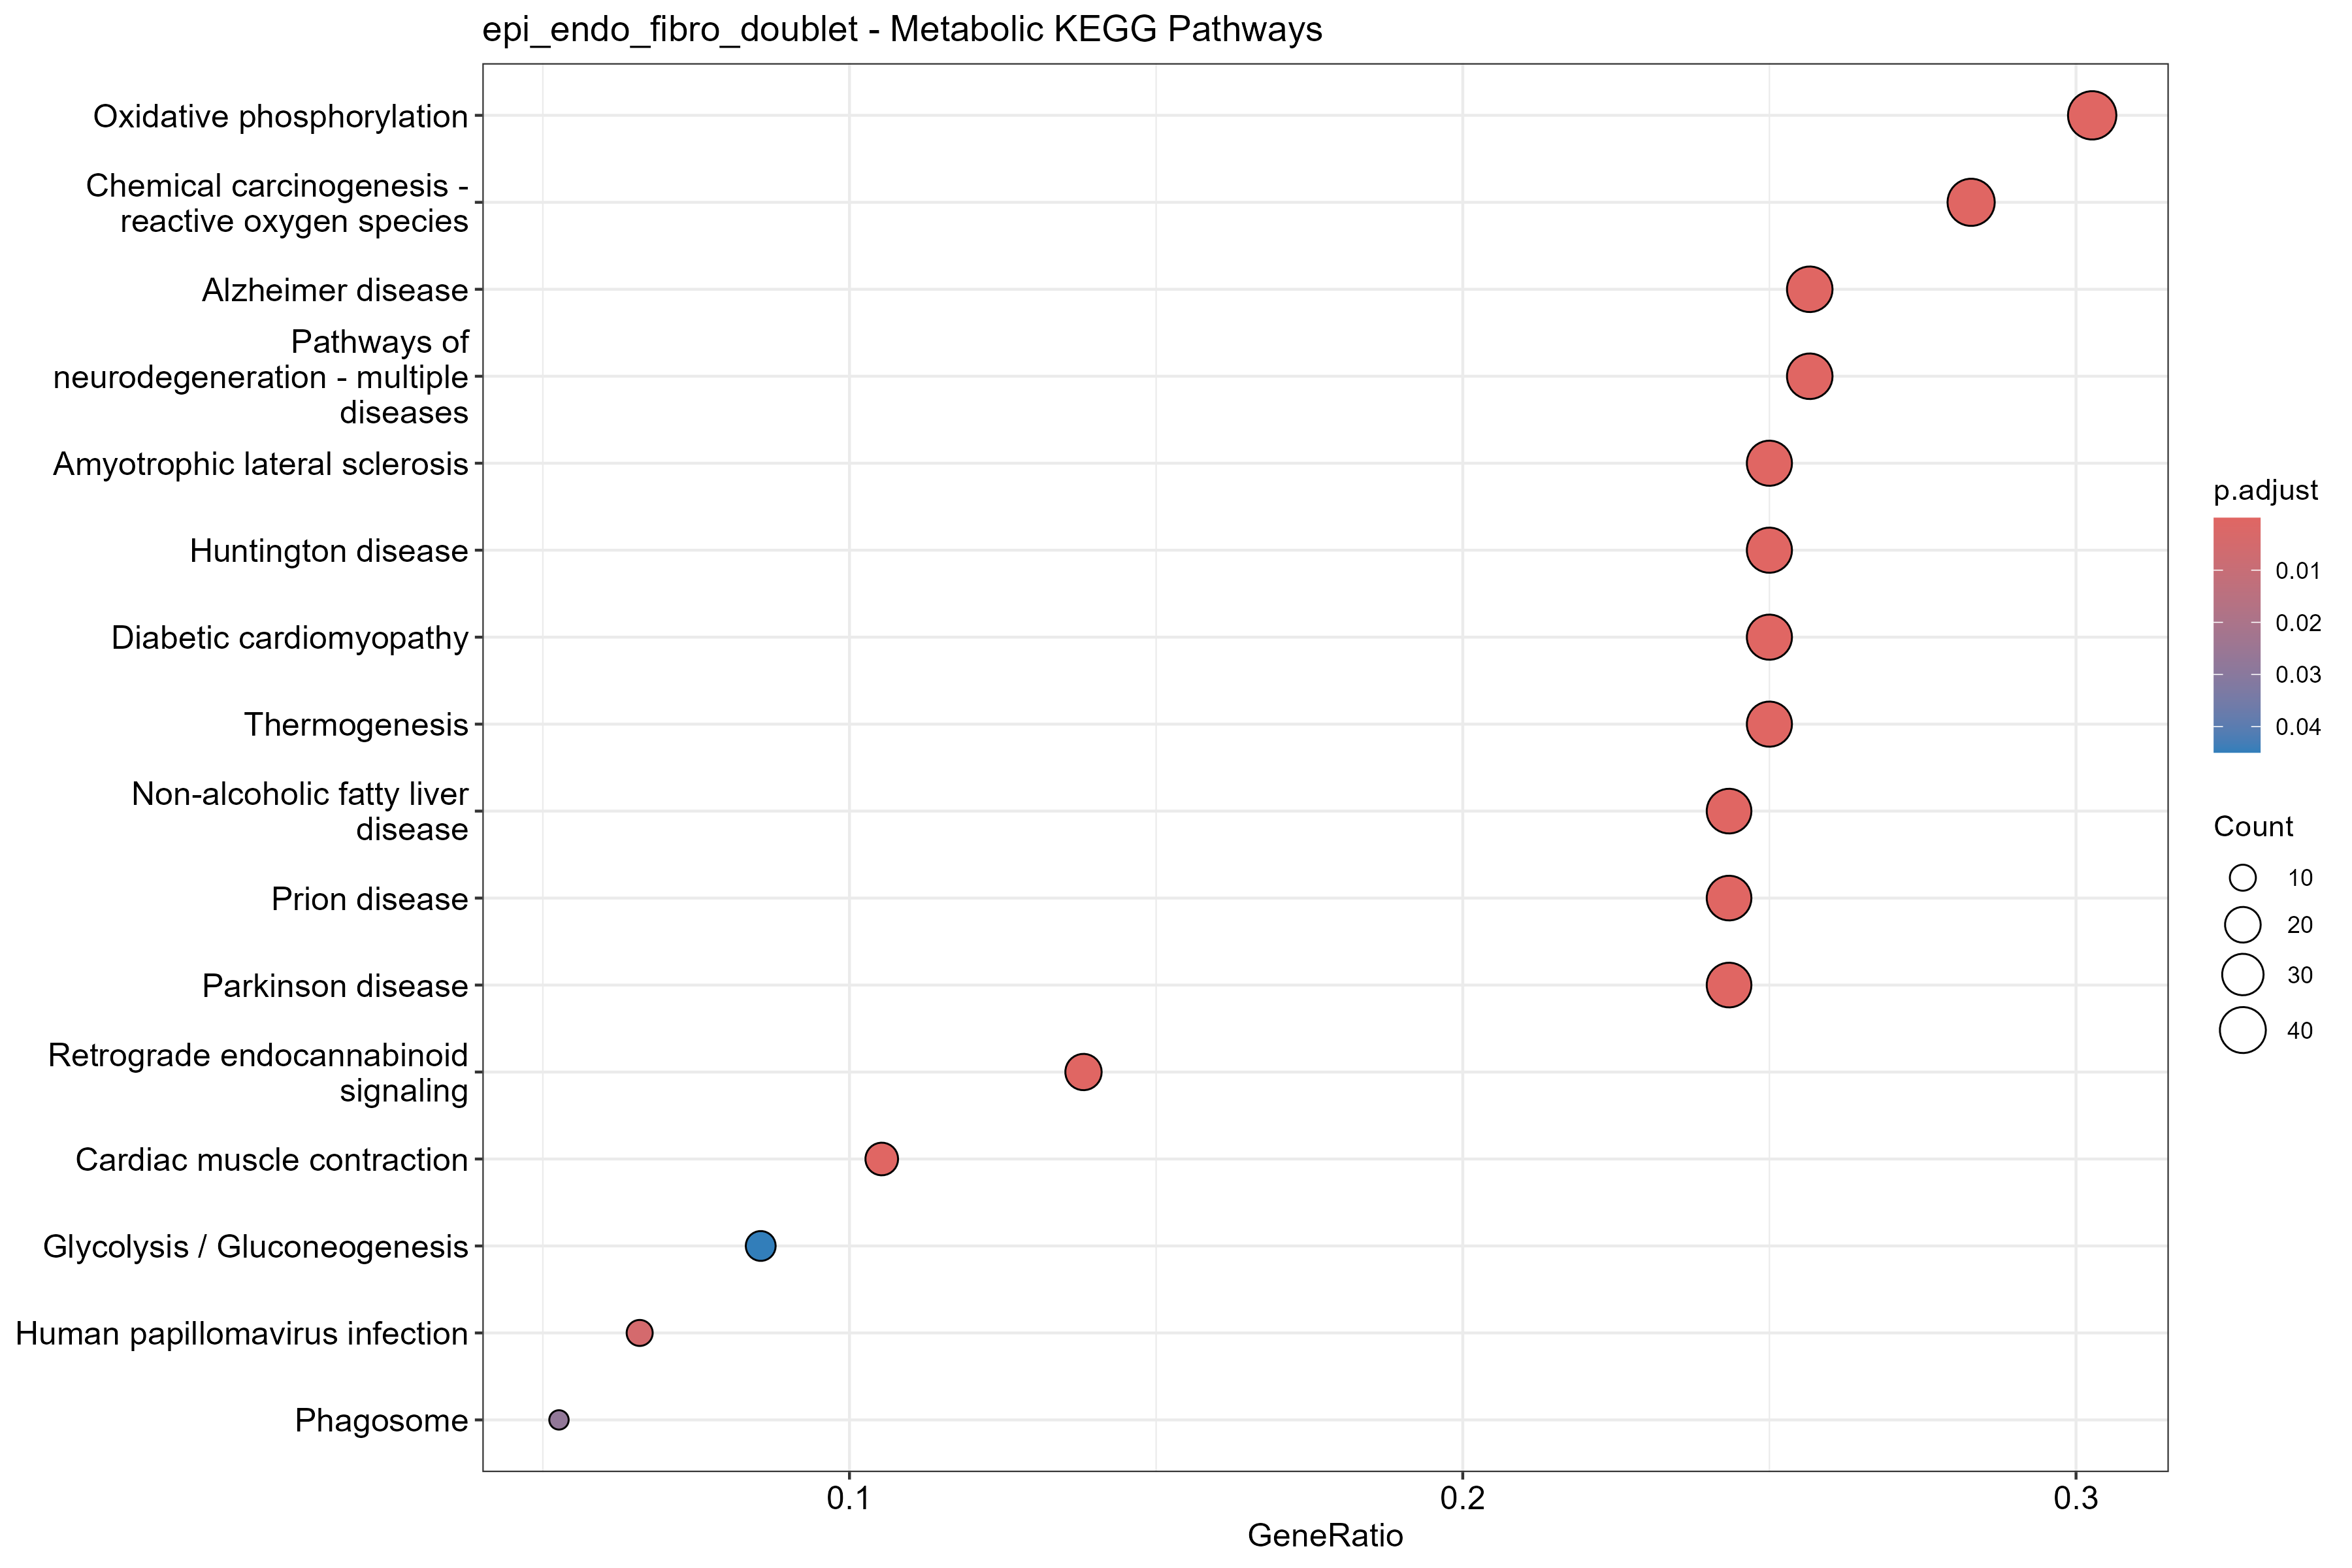 epi_endo_fibro_doublet - Metabolic KEGG Pathways
Oxidative phosphorylation
Chemical carcinogenesis -
reactive oxygen species
Alzheimer disease
Pathways of
neurodegeneration - multiple
diseases
Amyotrophic lateral sclerosis
Huntington disease
Diabetic cardiomyopathy
Thermogenesis
Non-alcoholic fatty liver
disease
Prion disease
Parkinson disease
Retrograde endocannabinoid
signaling
Cardiac muscle contraction
Glycolysis / Gluconeogenesis
Human papillomavirus infection
Phagosome
0.1
0.2
0.3
GeneRatio
p.adjust
0.01
0.02
0.03
0.04
Count
10
20
30
40